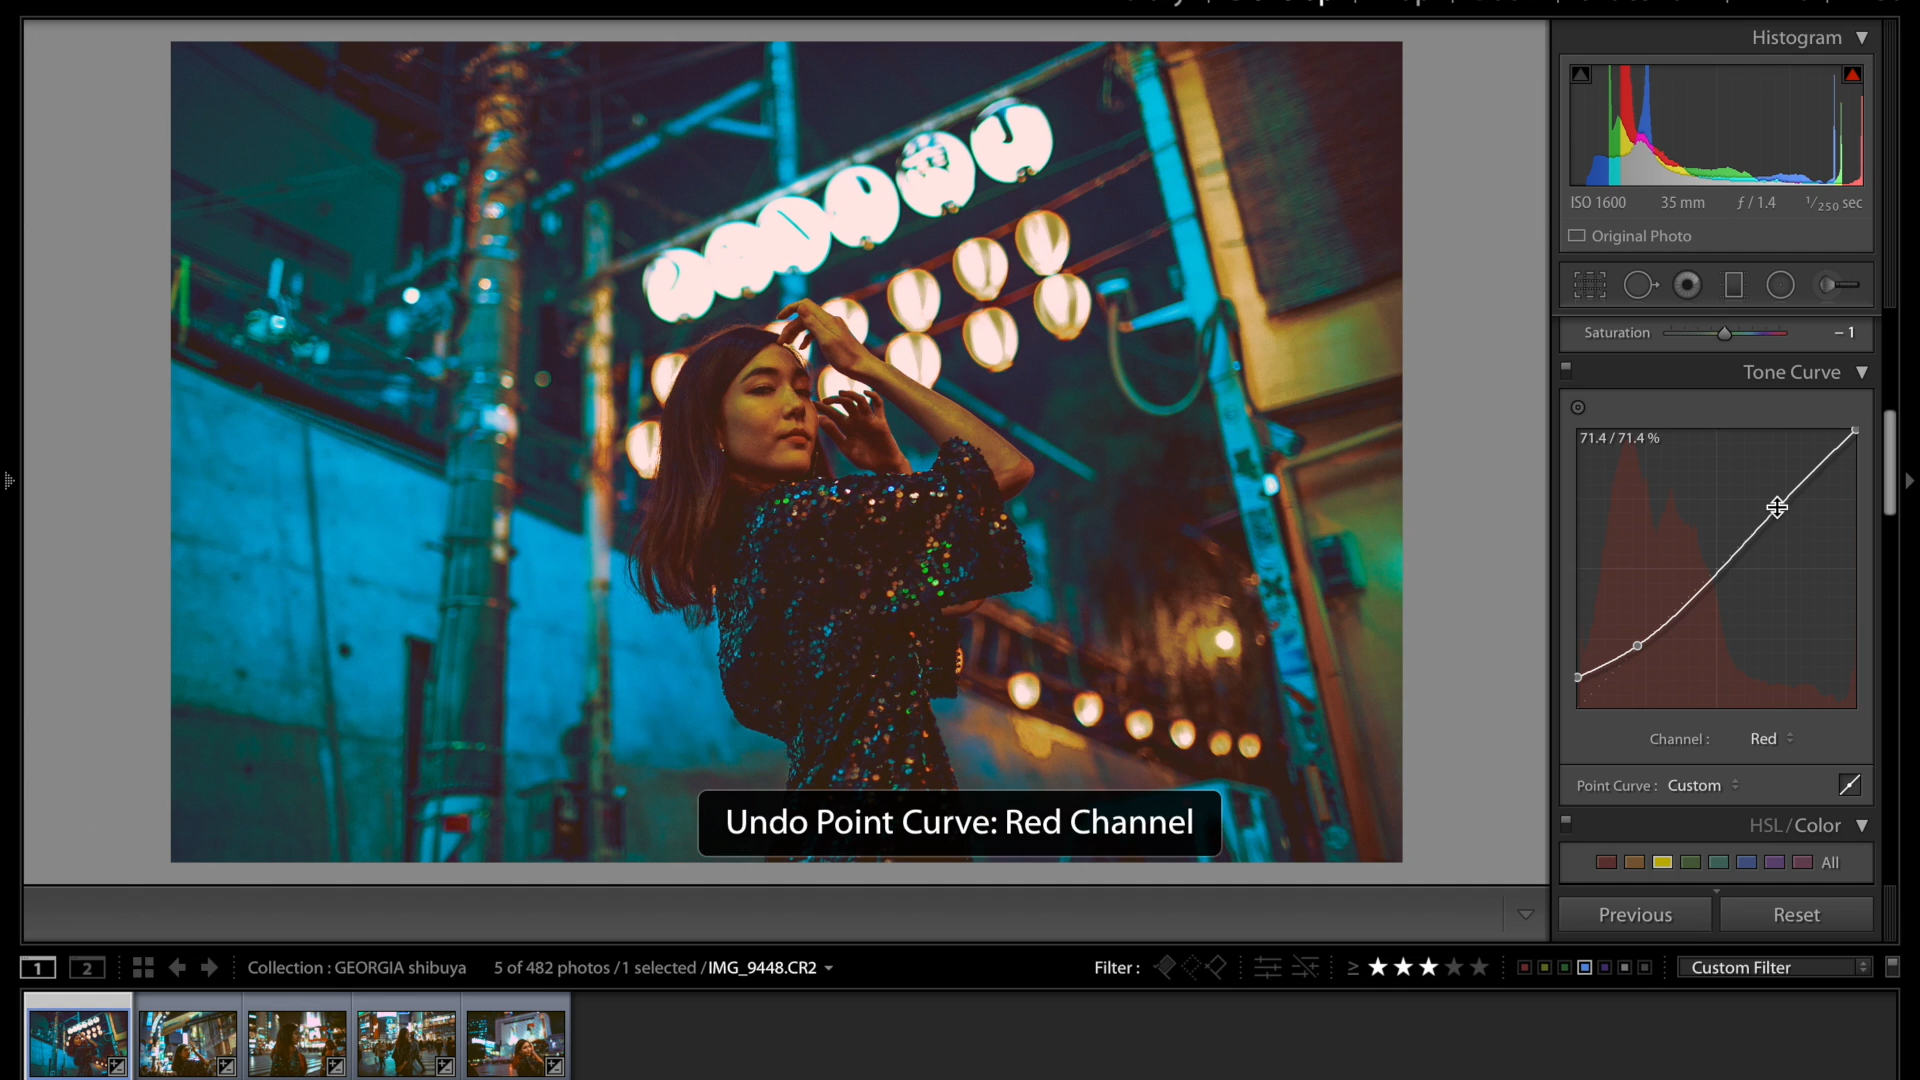 Histogram
ISO 1600 35 mm ƒ / 1.4 1/250 sec
Original Photo
Saturation – 1
Tone Curve
71.4 / 71.4 %
Channel : Red
Point Curve : Custom
HSL / Color
All
Previous Reset
Undo Point Curve: Red Channel
1 2 Collection : GEORGIA shibuya 5 of 482 photos / 1 selected / IMG_9448.CR2 Filter : ≥ ★★★★★ Custom Filter